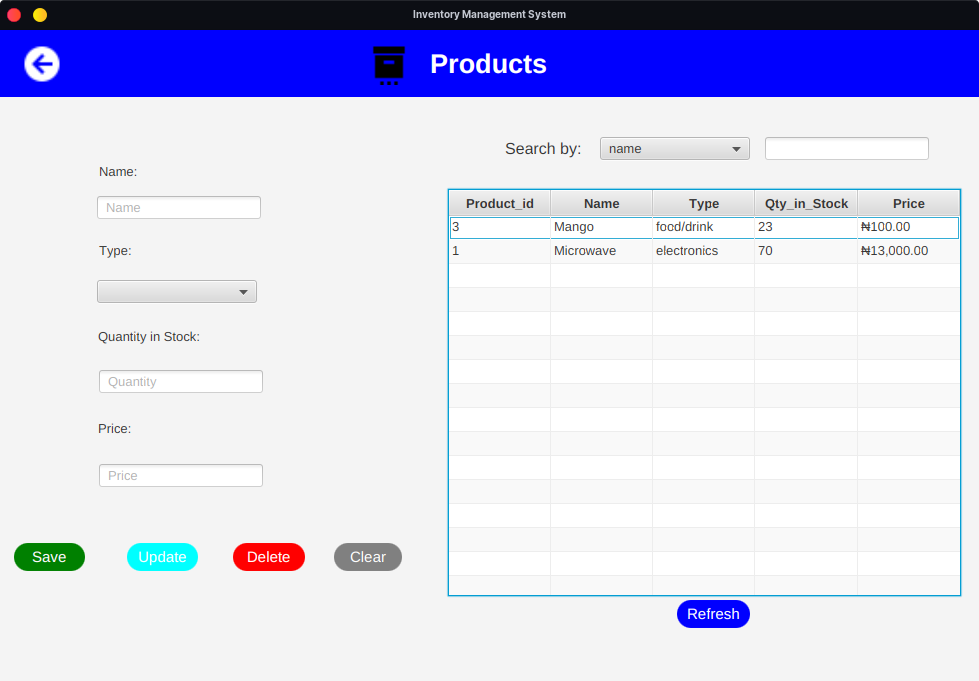 Inventory Management System
Products
Search by: name
Name:
Name
Type:
Quantity in Stock:
Quantity
Price:
Price
Save Update Delete Clear
Product_id Name Type Qty_in_Stock Price
3 Mango food/drink 23 ₦100.00
1 Microwave electronics 70 ₦13,000.00
Refresh